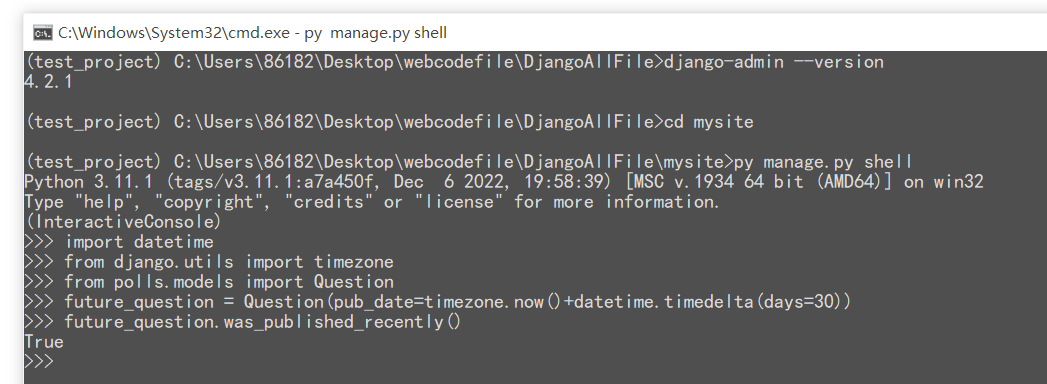 C:\Windows\System32\cmd.exe - py  manage.py shell
(test_project) C:\Users\86182\Desktop\webcodefile\DjangoAllFile>django-admin --version
4.2.1
(test_project) C:\Users\86182\Desktop\webcodefile\DjangoAllFile>cd mysite
(test_project) C:\Users\86182\Desktop\webcodefile\DjangoAllFile\mysite>py manage.py shell
Python 3.11.1 (tags/v3.11.1:a7a450f, Dec  6 2022, 19:58:39) [MSC v.1934 64 bit (AMD64)] on win32
Type "help", "copyright", "credits" or "license" for more information.
(InteractiveConsole)
>>> import datetime
>>> from django.utils import timezone
>>> from polls.models import Question
>>> future_question = Question(pub_date=timezone.now()+datetime.timedelta(days=30))
>>> future_question.was_published_recently()
True
>>>